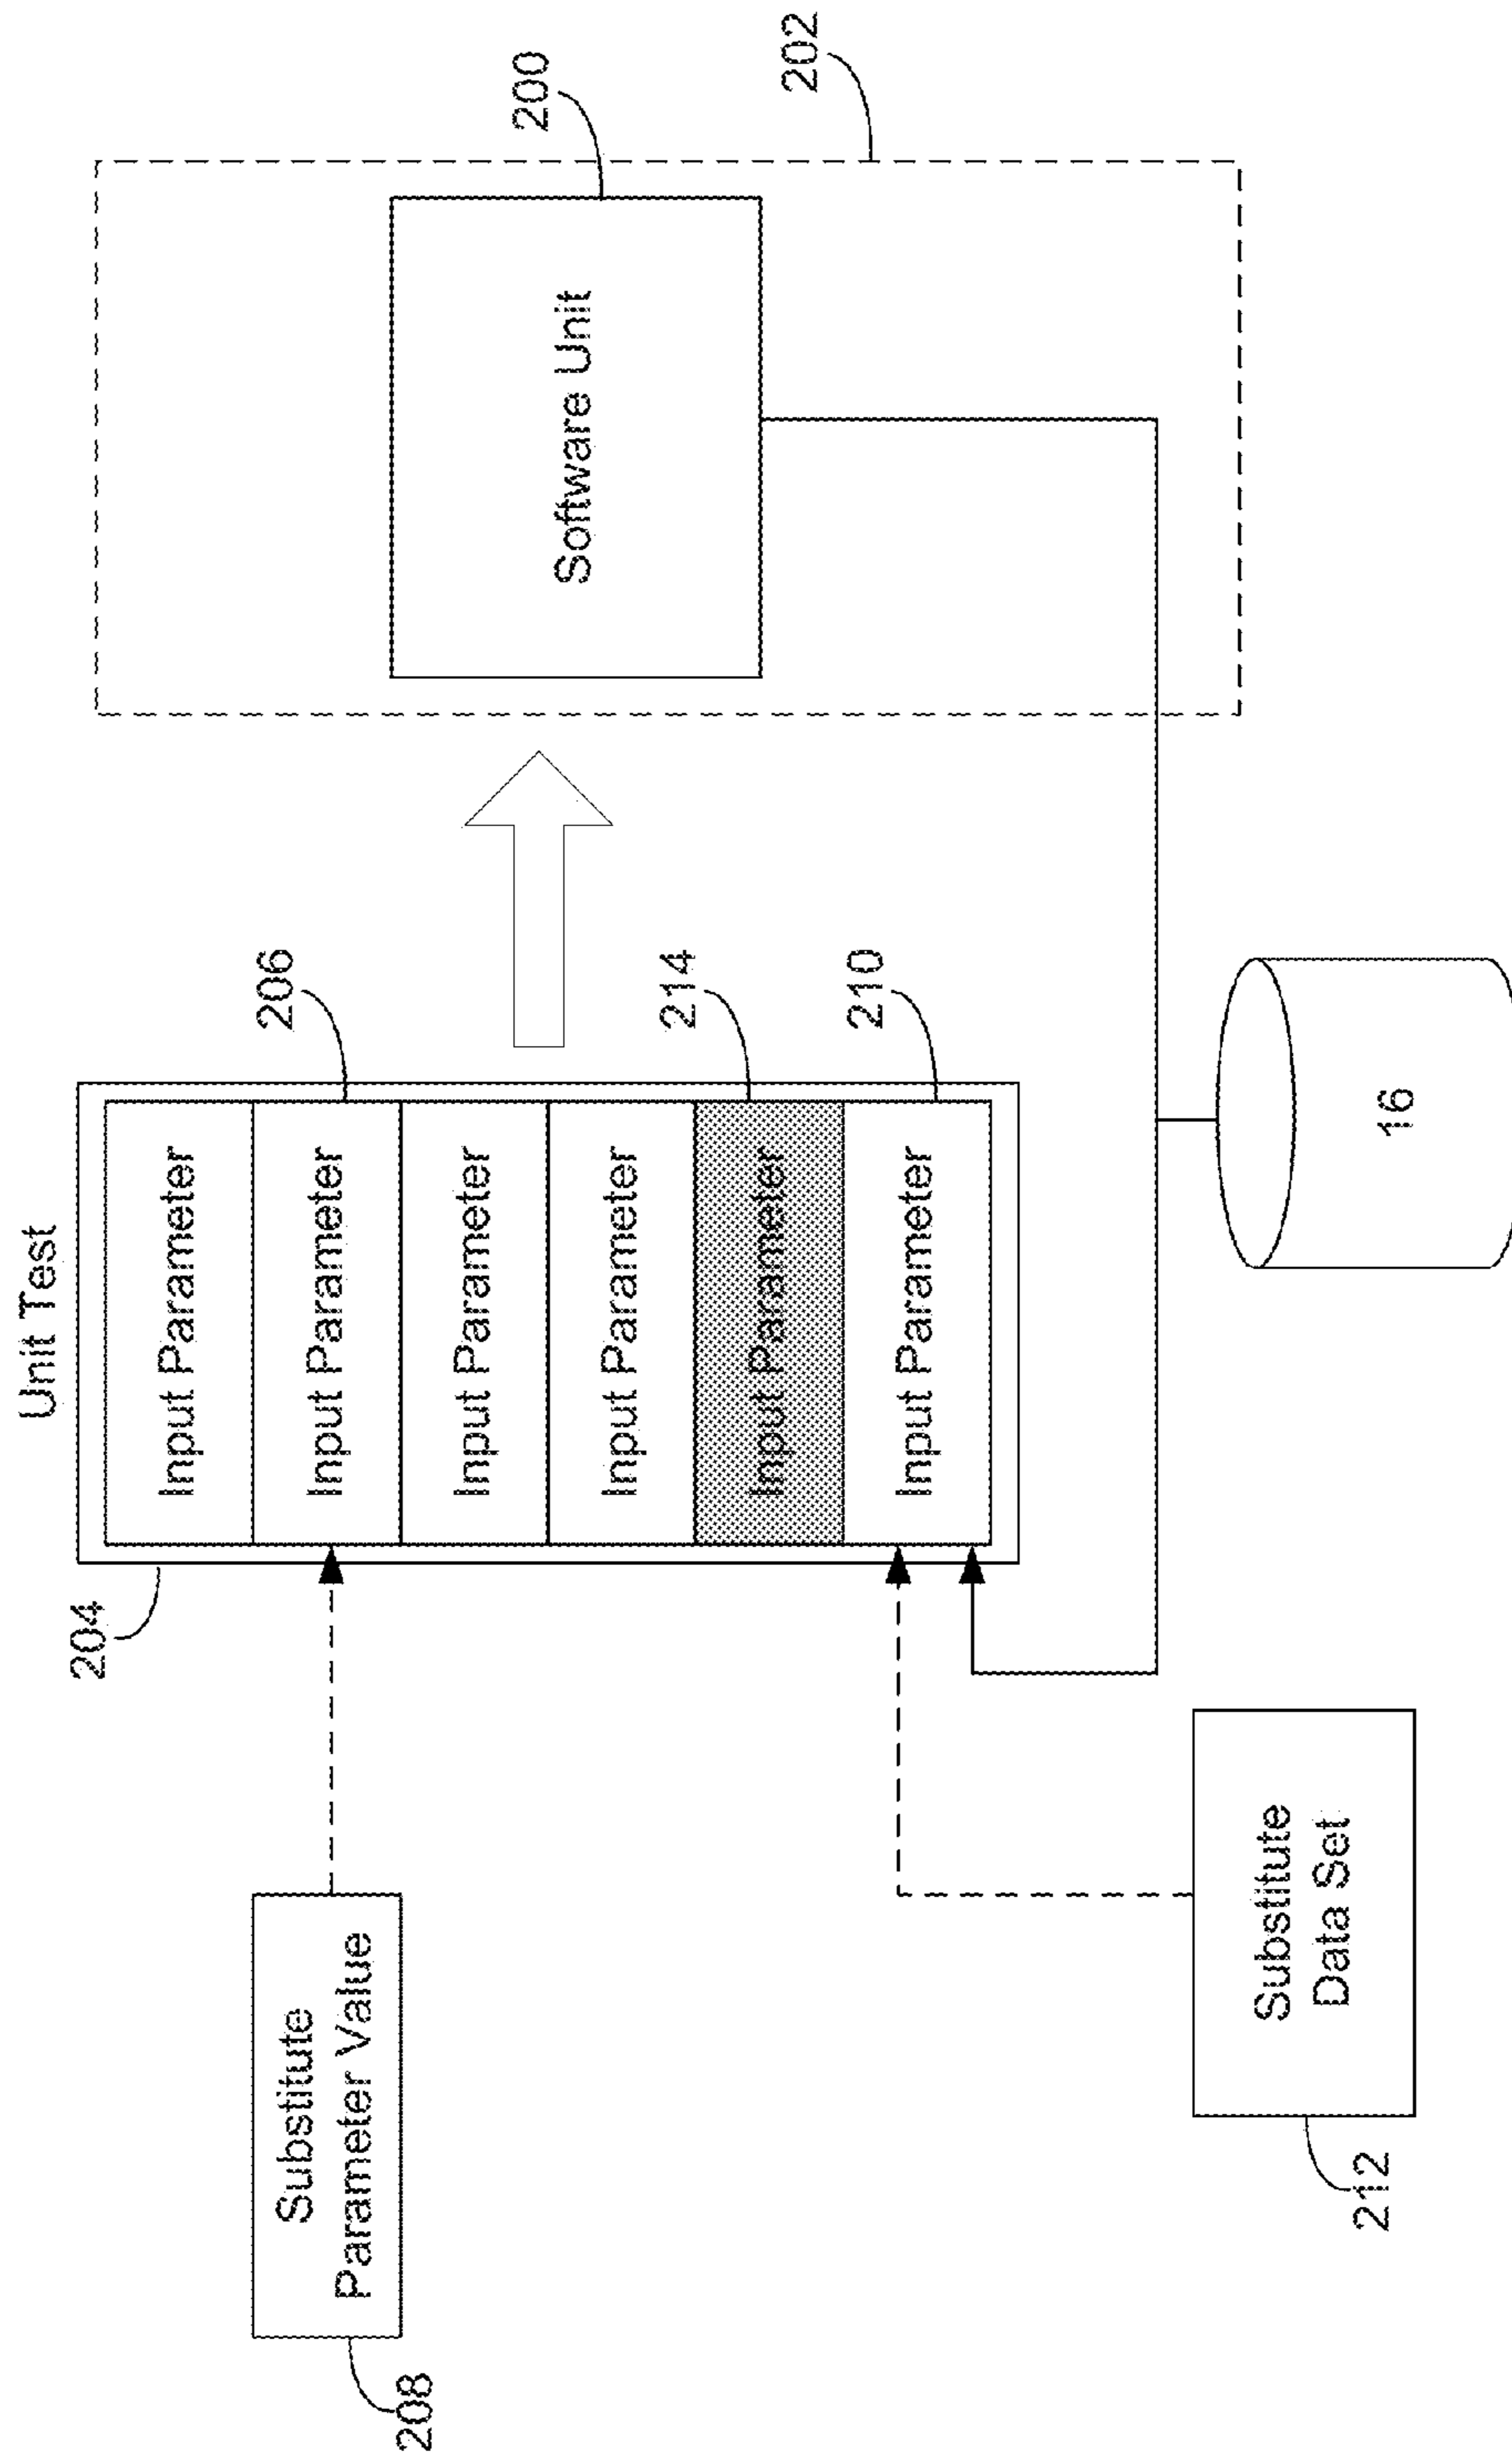 Unit Test
204
Input Parameter
Input Parameter
206
Input Parameter
Input Parameter
Input Parameter
214
Input Parameter
210
Substitute
Parameter Value
208
Substitute
Data Set
212
Software Unit
200
202
16